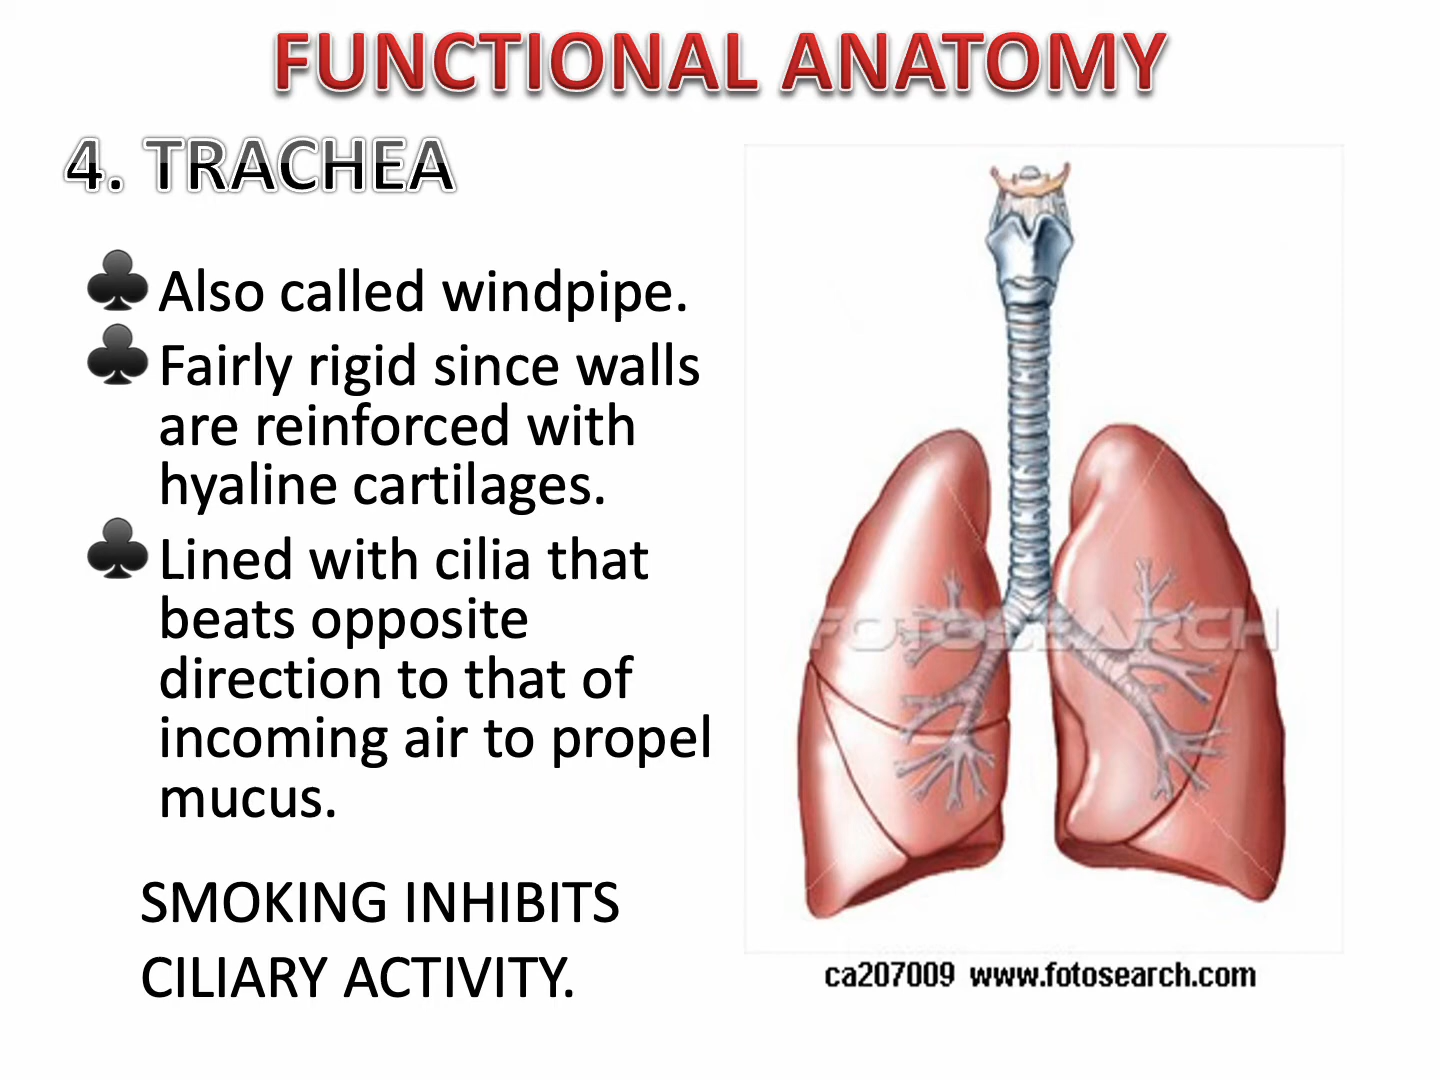 FUNCTIONAL ANATOMY
4. TRACHEA
♣Also called windpipe.
♣Fairly rigid since walls
are reinforced with
hyaline cartilages.
♣Lined with cilia that
beats opposite
direction to that of
incoming air to propel
mucus.
SMOKING INHIBITS
CILIARY ACTIVITY.
FOTOSEARCH
ca207009 www.fotosearch.com